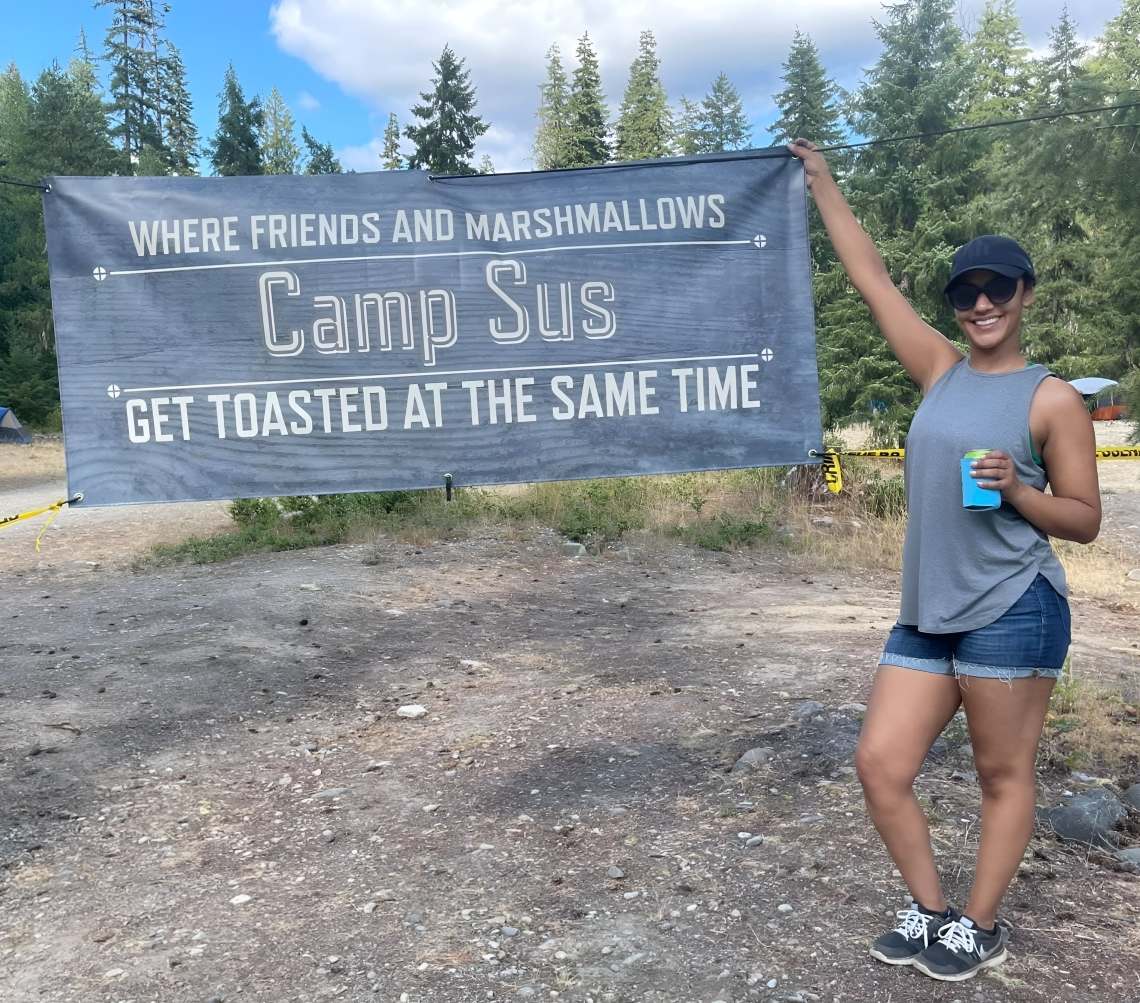 WHERE FRIENDS AND MARSHMALLOWS
Camp Sus
GET TOASTED AT THE SAME TIME